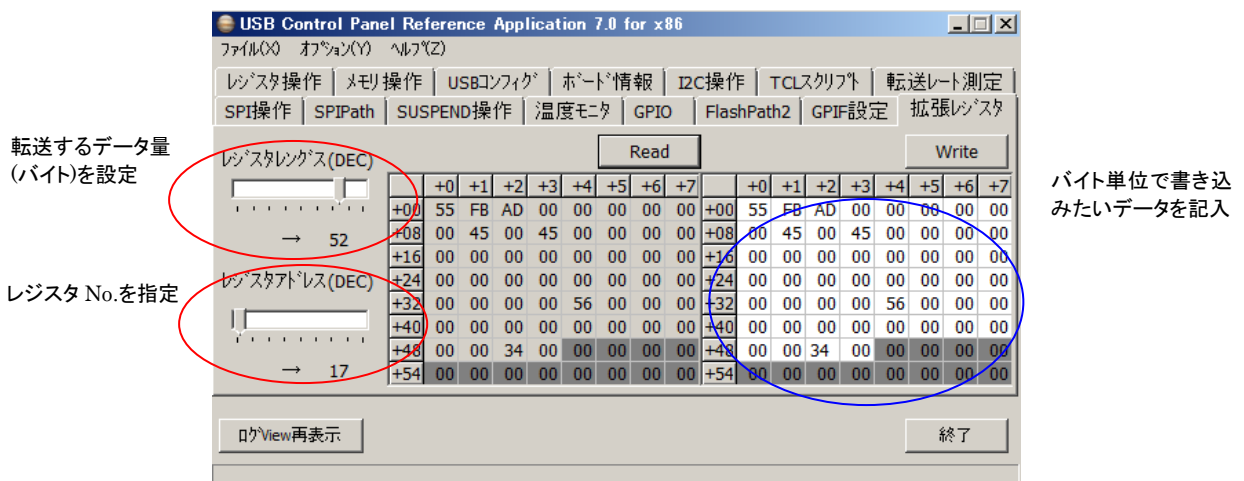 USB Control Panel Reference Application 7.0 for x86
ファイル(X) オプション(Y) ヘルプ(Z)
レジスタ操作 メモリ操作 USBコンフィグ ボード情報 I2C操作 TCLスクリプト 転送レート測定
SPI操作 SPIPath SUSPEND操作 温度モニタ GPIO FlashPath2 GPIF設定 拡張レジスタ
転送するデータ量
(バイト)を設定
レジスタレングス(DEC)
→ 52
レジスタ No.を指定
レジスタアドレス(DEC)
→ 17
Read Write
+0 +1 +2 +3 +4 +5 +6 +7 +0 +1 +2 +3 +4 +5 +6 +7
+00 55 FB AD 00 00 00 00 00 +00 55 FB AD 00 00 00 00 00
+08 00 45 00 45 00 00 00 00 +08 00 45 00 45 00 00 00 00
+16 00 00 00 00 00 00 00 00 +16 00 00 00 00 00 00 00 00
+24 00 00 00 00 00 00 00 00 +24 00 00 00 00 00 00 00 00
+32 00 00 00 00 56 00 00 00 +32 00 00 00 00 56 00 00 00
+40 00 00 00 00 00 00 00 00 +40 00 00 00 00 00 00 00 00
+48 00 00 34 00 00 00 00 00 +48 00 00 34 00 00 00 00 00
+54 00 00 00 00 00 00 00 00 +54 00 00 00 00 00 00 00 00
バイト単位で書き込
みたいデータを記入
ログView再表示 終了